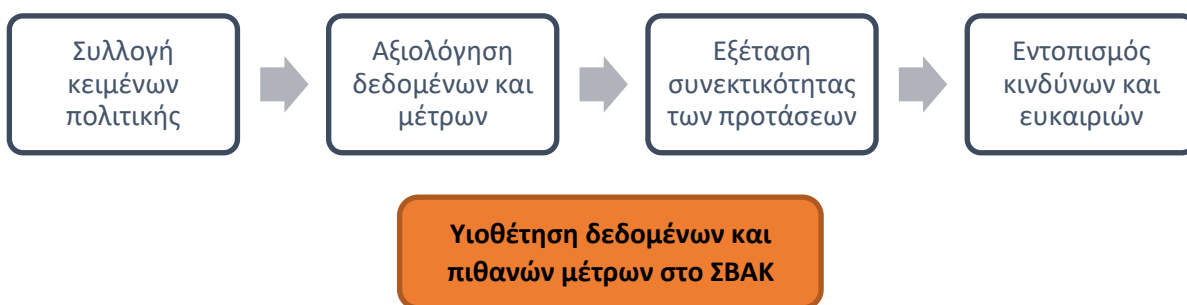 Συλλογή
κειμένων
πολιτικής
Αξιολόγηση
δεδομένων και
μέτρων
Εξέταση
συνεκτικότητας
των προτάσεων
Εντοπισμός
κινδύνων και
ευκαιριών
Υιοθέτηση δεδομένων και
πιθανών μέτρων στο ΣΒΑΚ